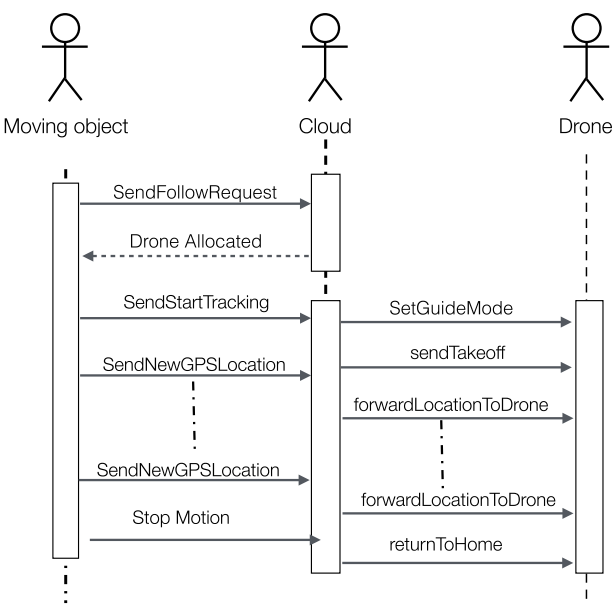 Moving object
Cloud
Drone
SendFollowRequest
Drone Allocated
SendStartTracking
SetGuideMode
sendTakeoff
SendNewGPSLocation
forwardLocationToDrone
SendNewGPSLocation
forwardLocationToDrone
Stop Motion
returnToHome